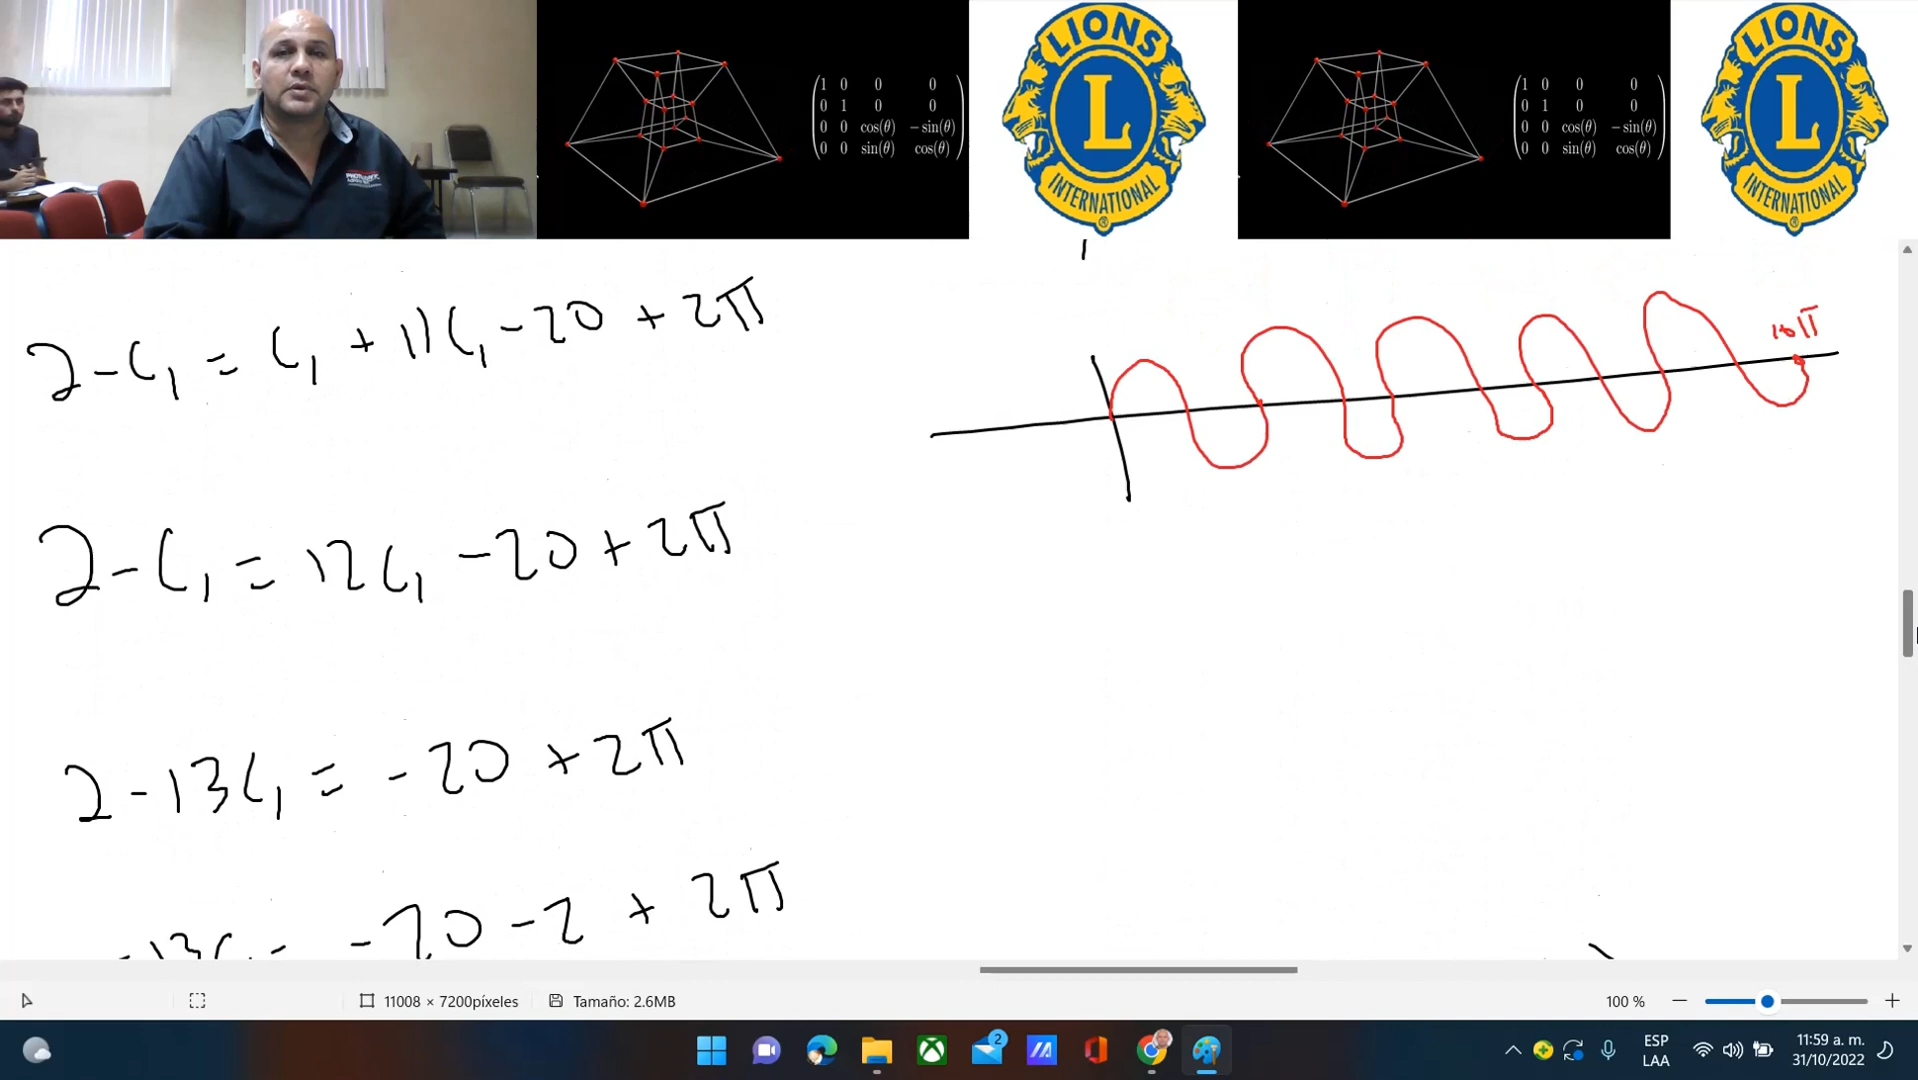 1 0 0 0
0 1 0 0
0 0 cos(θ) −sin(θ)
0 0 sin(θ) cos(θ)
LIONS
L
INTERNATIONAL
®
1 0 0 0
0 1 0 0
0 0 cos(θ) −sin(θ)
0 0 sin(θ) cos(θ)
LIONS
L
INTERNATIONAL
®
2-C₁ = C₁ + 11C₁ - 20 + 2π
10π
2-C₁ = 12C₁ - 20 + 2π
2-13C₁ = -20 + 2π
-13C₁ = -20 - 2 + 2π
11008 × 7200píxeles
Tamaño: 2.6MB
100 %
2
ESP
LAA
11:59 a. m.
31/10/2022